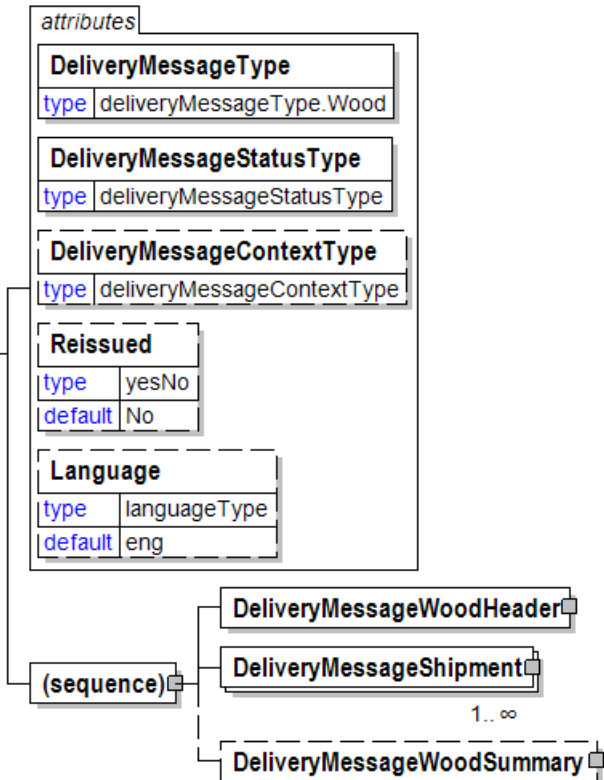 attributes
DeliveryMessageType
type deliveryMessageType.Wood
DeliveryMessageStatusType
type deliveryMessageStatusType
DeliveryMessageContextType
type deliveryMessageContextType
Reissued
type yesNo
default No
Language
type languageType
default eng
DeliveryMessageWoodHeader
(sequence)
DeliveryMessageShipment
1.. ∞
DeliveryMessageWoodSummary